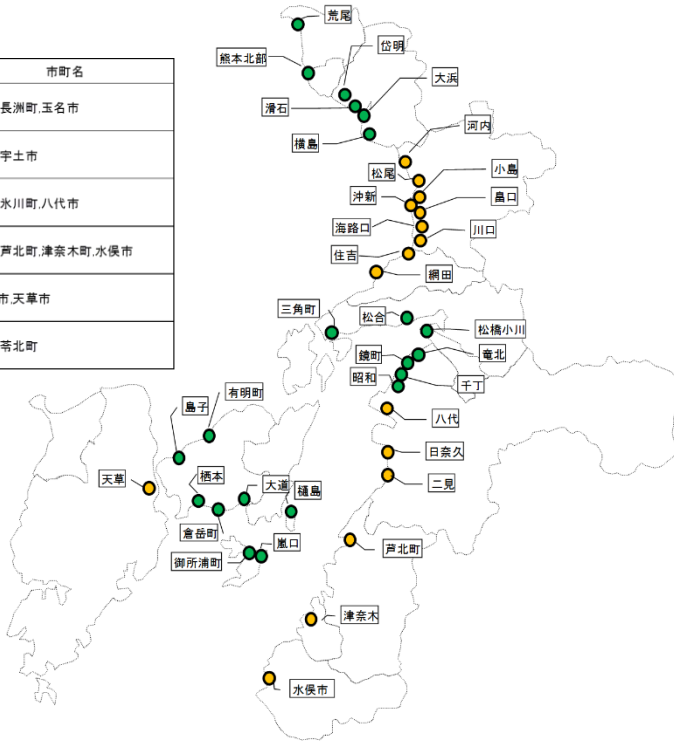 市町名
長洲町,玉名市
宇土市
氷川町,八代市
芦北町,津奈木町,水俣市
市,天草市
苓北町
荒尾
岱明
熊本北部
大浜
滑石
河内
横島
松尾
小島
沖新
畠口
海路口
川口
住吉
網田
三角町
松合
松橋小川
鏡町
竜北
昭和
千丁
有明町
島子
八代
日奈久
天草
栖本
大道
樋島
二見
倉岳町
嵐口
御所浦町
芦北町
津奈木
水俣市